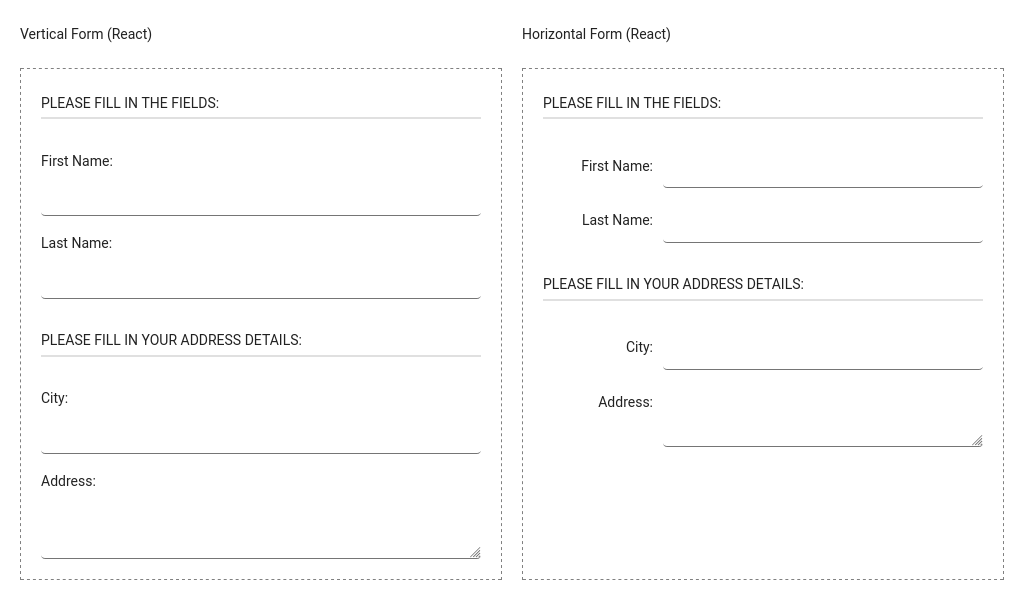 Vertical Form (React)
PLEASE FILL IN THE FIELDS:
First Name:
Last Name:
PLEASE FILL IN YOUR ADDRESS DETAILS:
City:
Address:
Horizontal Form (React)
PLEASE FILL IN THE FIELDS:
First Name:
Last Name:
PLEASE FILL IN YOUR ADDRESS DETAILS:
City:
Address: